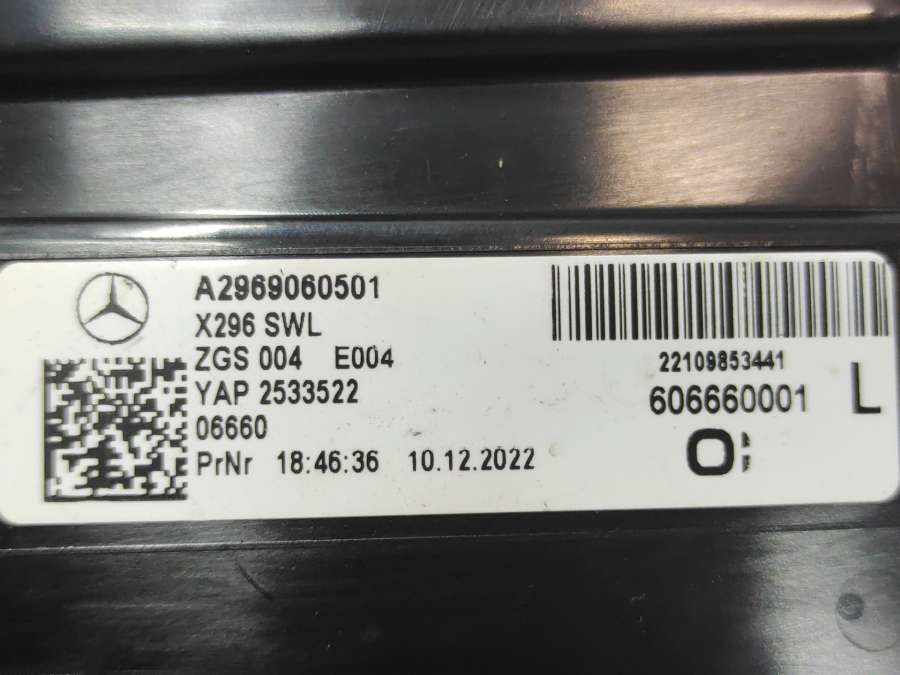 A2969060501
X296 SWL
ZGS 004 E004
YAP 2533522
06660
PrNr 18:46:36 10.12.2022
22109853441
606660001 L